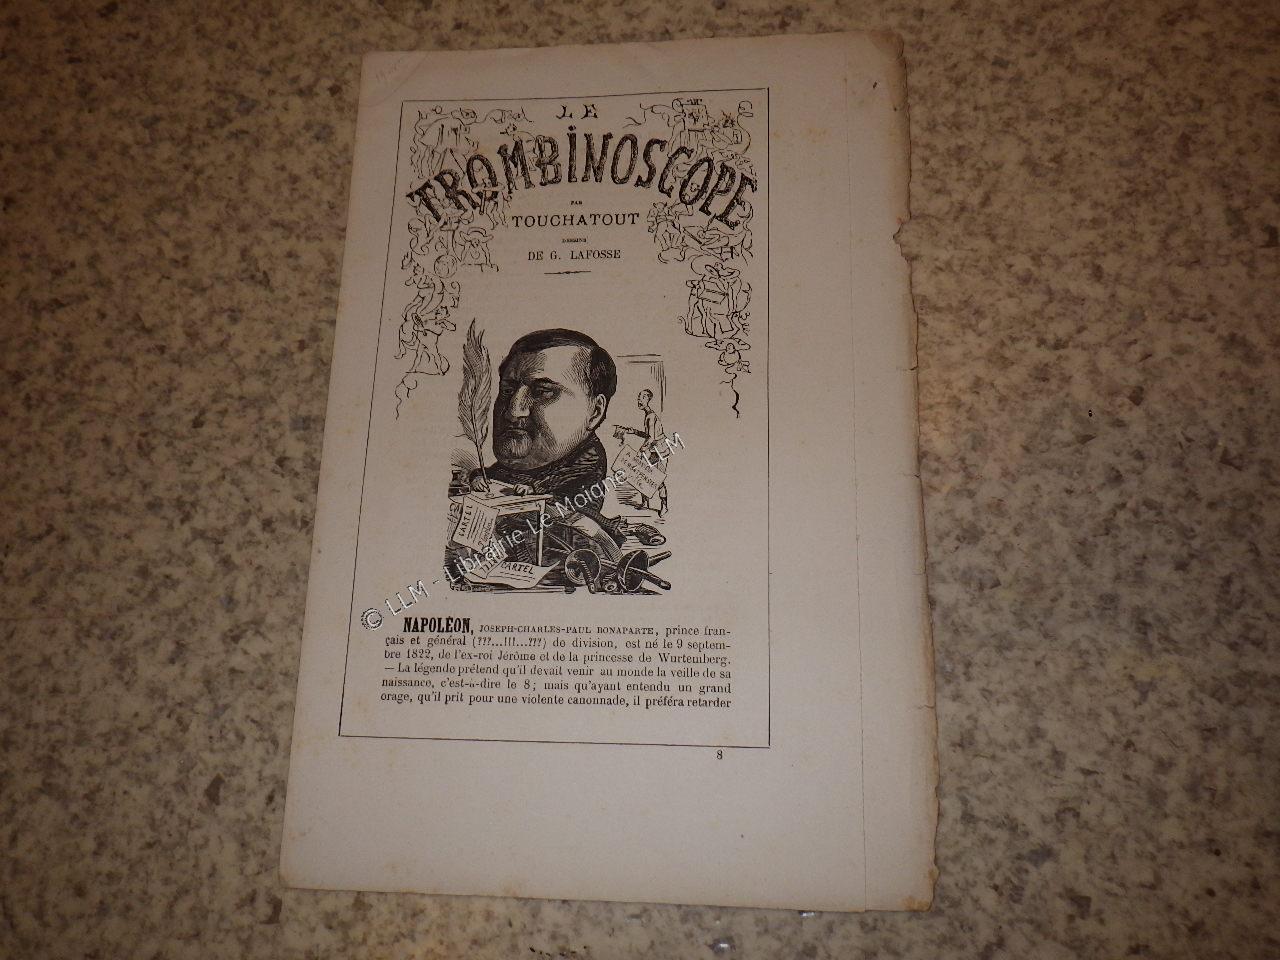 LE
TROMBINOSCOPE
PAR
TOUCHATOUT
DESSINS
DE G. LAFOSSE
CARTEL
CARTEL
© LLM - Librairie Le Moiane - LLM
NAPOLÉON, JOSEPH-CHARLES-PAUL BONAPARTE, prince fran-
çais et général (???...!!!...???) de division, est né le 9 septem-
bre 1822, de l'ex-roi Jérôme et de la princesse de Wurtemberg.
— La légende prétend qu'il devait venir au monde la veille de sa
naissance, c'est-à-dire le 8 ; mais qu'ayant entendu un grand
orage, qu'il prit pour une violente canonnade, il préféra retarder
8